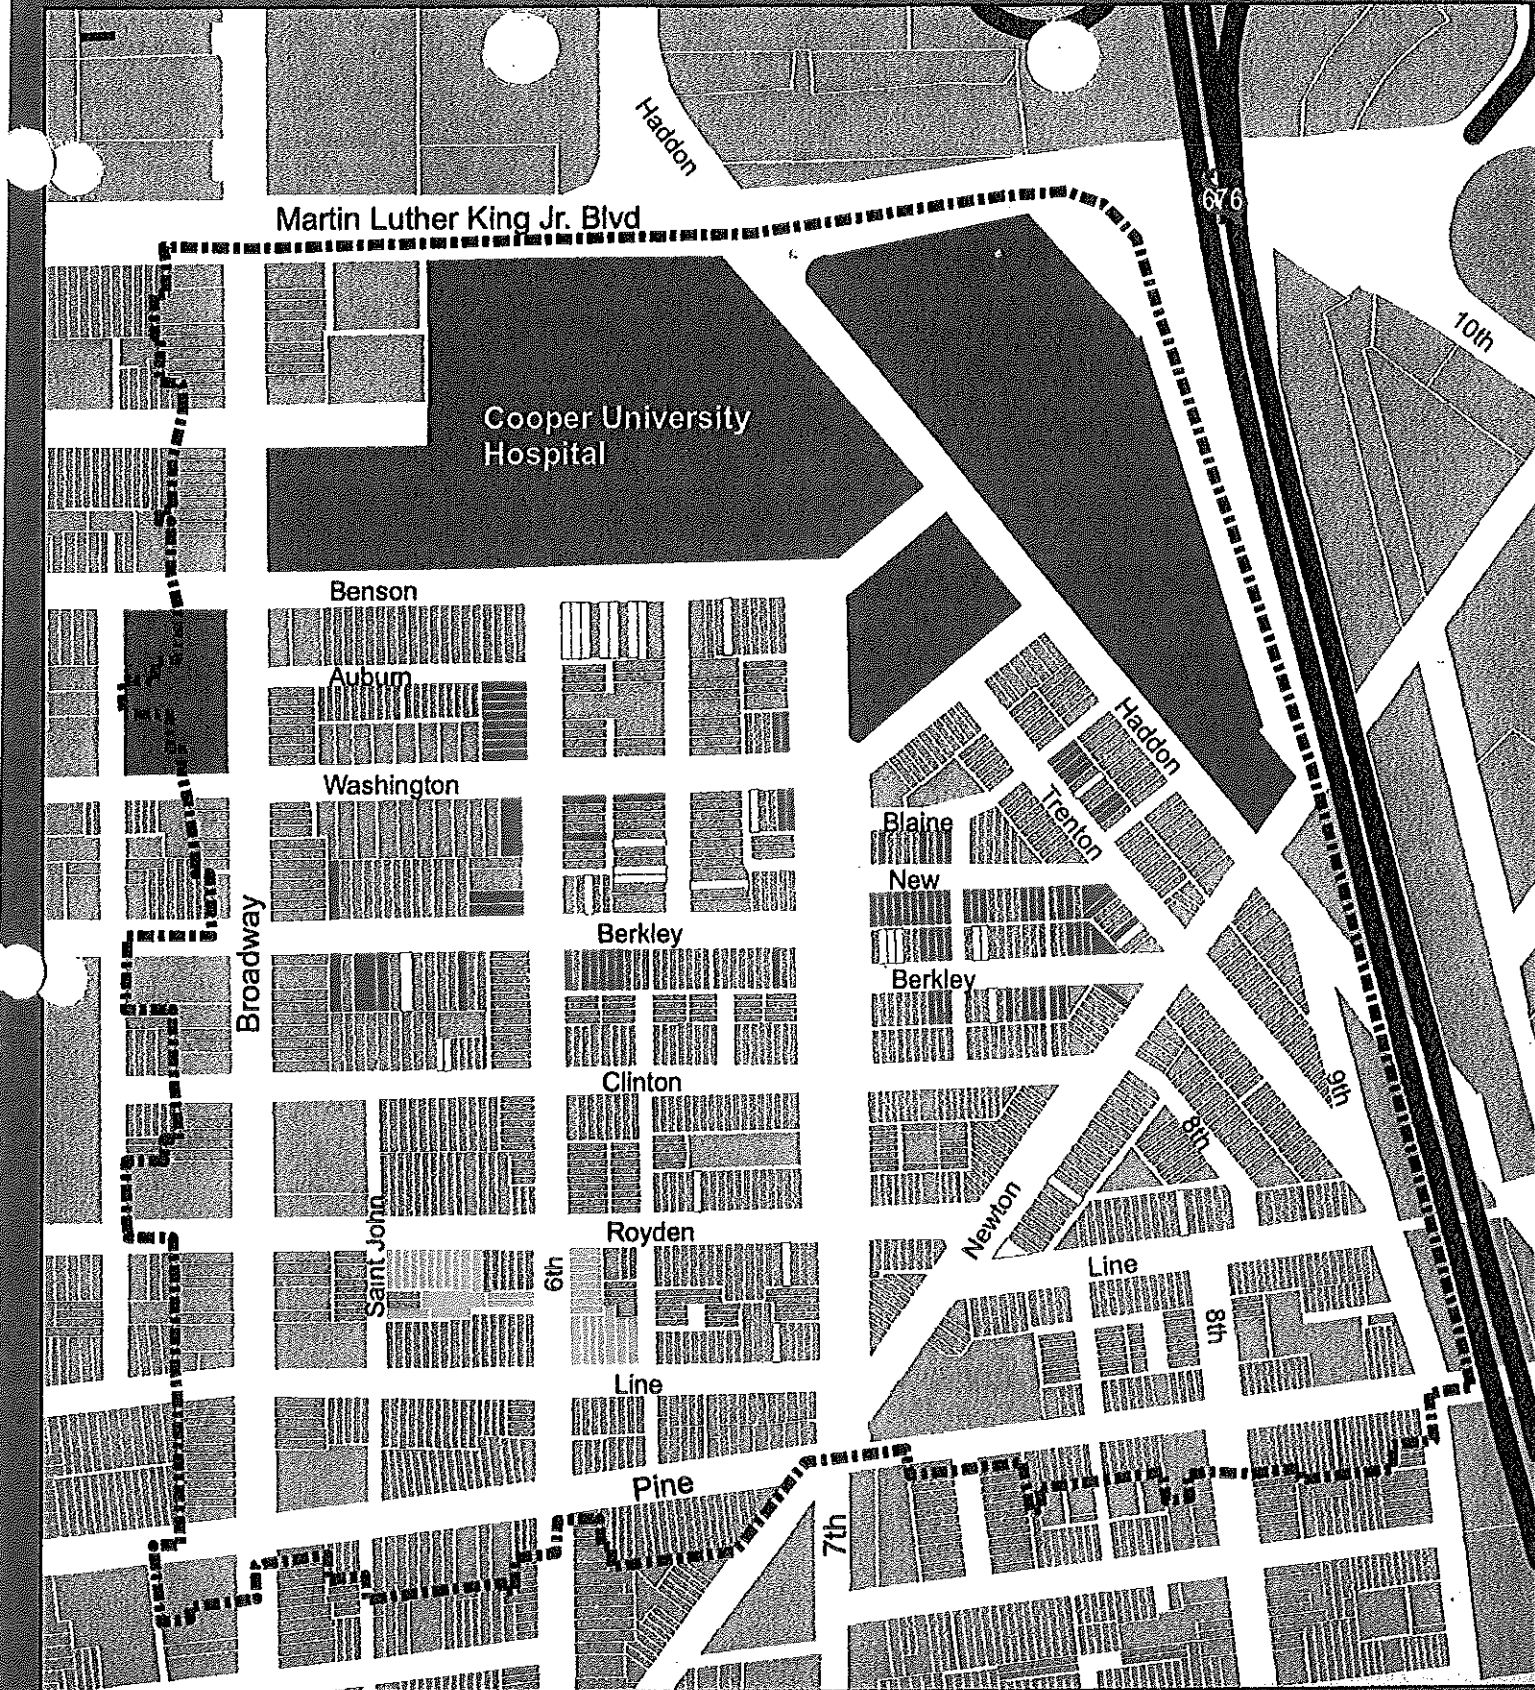 Haddon
676
Martin Luther King Jr. Blvd
10th
Cooper University
Hospital
Benson
Auburn
Haddon
Washington
Trenton
Blaine
New
Broadway
Berkley
Berkley
Clinton
9th
8th
Saint John
Newton
Royden
6th
Line
8th
Line
Pine
7th